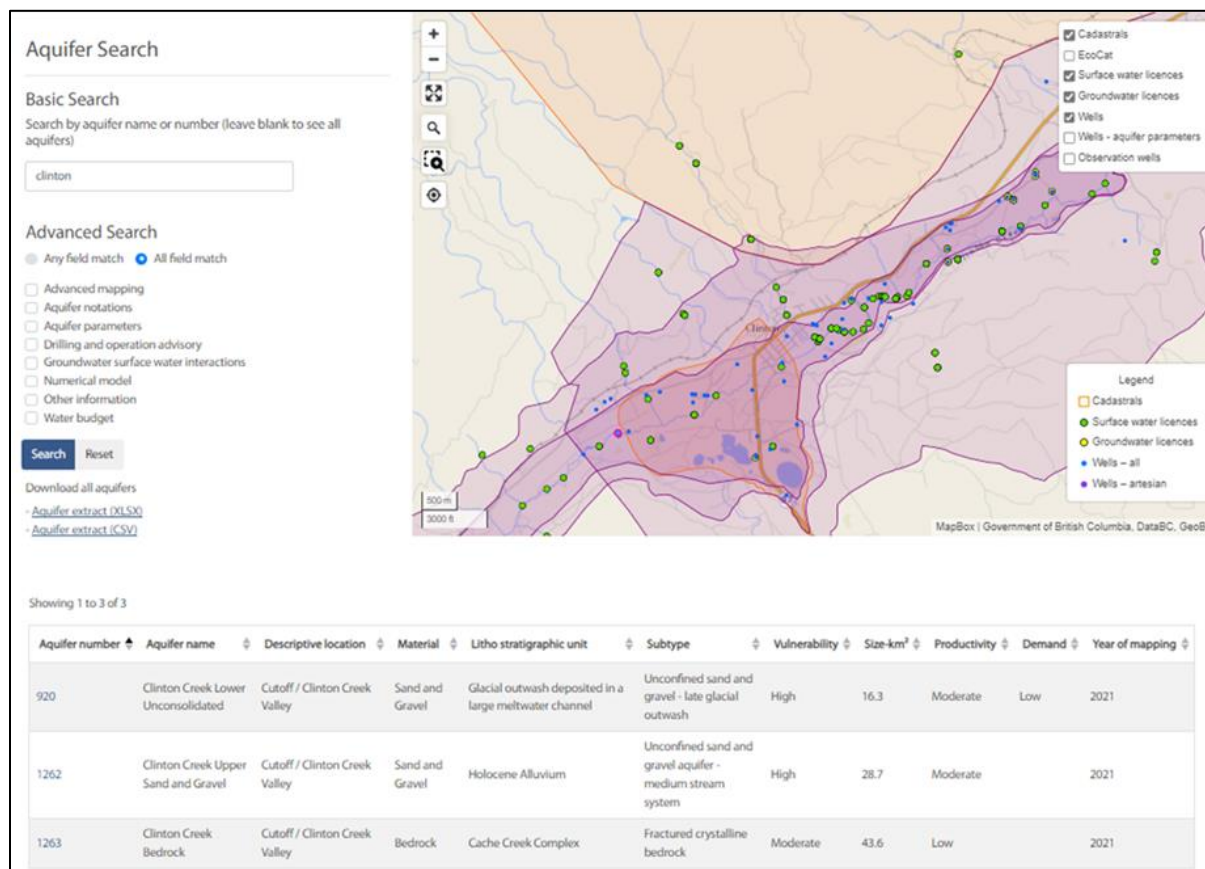 Aquifer Search
Basic Search
Search by aquifer name or number (leave blank to see all
aquifers)
clinton
Advanced Search
Any field match All field match
Advanced mapping
Aquifer notations
Aquifer parameters
Drilling and operation advisory
Groundwater surface water interactions
Numerical model
Other information
Water budget
Search Reset
Download all aquifers
- Aquifer extract (XLSX)
- Aquifer extract (CSV)
+
−
Cadastrals
EcoCat
Surface water licences
Groundwater licences
Wells
Wells - aquifer parameters
Observation wells
Clinton
Legend
Cadastrals
Surface water licences
Groundwater licences
Wells – all
Wells – artesian
500 m
3000 ft
MapBox | Government of British Columbia, DataBC, GeoB
Showing 1 to 3 of 3
Aquifer number Aquifer name Descriptive location Material Litho stratigraphic unit Subtype Vulnerability Size-km² Productivity Demand Year of mapping
920
Clinton Creek Lower
Unconsolidated
Cutoff / Clinton Creek
Valley
Sand and
Gravel
Glacial outwash deposited in a
large meltwater channel
Unconfined sand and
gravel - late glacial
outwash
High
16.3
Moderate
Low
2021
1262
Clinton Creek Upper
Sand and Gravel
Cutoff / Clinton Creek
Valley
Sand and
Gravel
Holocene Alluvium
Unconfined sand and
gravel aquifer -
medium stream
system
High
28.7
Moderate
2021
1263
Clinton Creek
Bedrock
Cutoff / Clinton Creek
Valley
Bedrock
Cache Creek Complex
Fractured crystalline
bedrock
Moderate
43.6
Low
2021